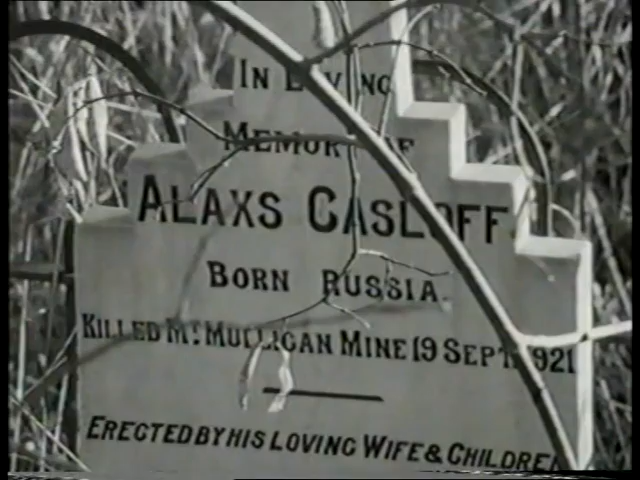 IN LOVING
MEMORY OF
ALAXS CASLOFF
BORN RUSSIA.
KILLED MT MULLIGAN MINE 19 SEPT 1921
ERECTED BY HIS LOVING WIFE & CHILDREN